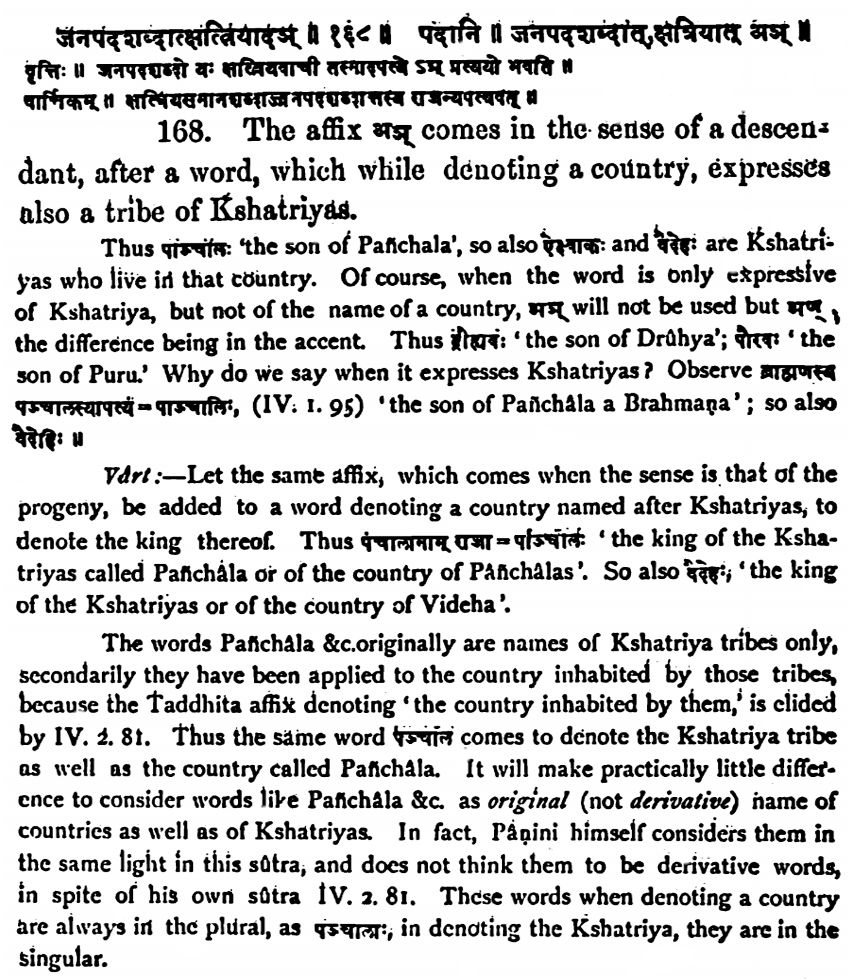 जनपदशब्दात्क्षत्त्रियादञ् ॥ १६८ ॥ पदानि ॥ जनपदशब्दात्, क्षत्रियात् अञ् ॥
वृत्तिः ॥ जनपदशब्दो यः क्षत्त्रियवाची तस्मादपत्ये ऽञ् प्रत्ययो भवति ॥
वार्त्तिकम् ॥ क्षत्त्रियसमानशब्दाज्जनपदशब्दात्तस्य राजन्यपत्यवत् ॥
168. The affix अञ् comes in the sense of a descen-
dant, after a word, which while denoting a country, expresses
also a tribe of Kshatriyas.
Thus पांञ्चालः 'the son of Pañchala', so also ऐक्ष्वाकः and वैदेहः are Kshatri-
yas who live in that country. Of course, when the word is only expressive
of Kshatriya, but not of the name of a country, अञ् will not be used but अण्,
the difference being in the accent. Thus द्रौह्यवः 'the son of Drûhya'; पौरवः 'the
son of Puru.' Why do we say when it expresses Kshatriyas? Observe ब्राह्मणस्य
पञ्चालस्यापत्यं = पाञ्चालिः, (IV. 1. 95) 'the son of Pañchâla a Brahmaṇa'; so also
वैदेहिः ॥
Vârt:—Let the same affix, which comes when the sense is that of the
progeny, be added to a word denoting a country named after Kshatriyas, to
denote the king thereof. Thus पंचालानाम् राजा = पाञ्चालः 'the king of the Ksha-
triyas called Pañchâla or of the country of Pâñchâlas'. So also वैदेहः, 'the king
of the Kshatriyas or of the country of Videha'.
The words Pañchâla &c.originally are names of Kshatriya tribes only,
secondarily they have been applied to the country inhabited by those tribes,
because the Taddhita affix denoting 'the country inhabited by them,' is elided
by IV. 2. 81. Thus the same word पञ्चाल comes to denote the Kshatriya tribe
as well as the country called Pañchâla. It will make practically little differ-
ence to consider words like Pañchâla &c. as original (not derivative) name of
countries as well as of Kshatriyas. In fact, Pâṇini himself considers them in
the same light in this sûtra, and does not think them to be derivative words,
in spite of his own sûtra IV. 2. 81. These words when denoting a country
are always in the plural, as पञ्चालाः, in denoting the Kshatriya, they are in the
singular.